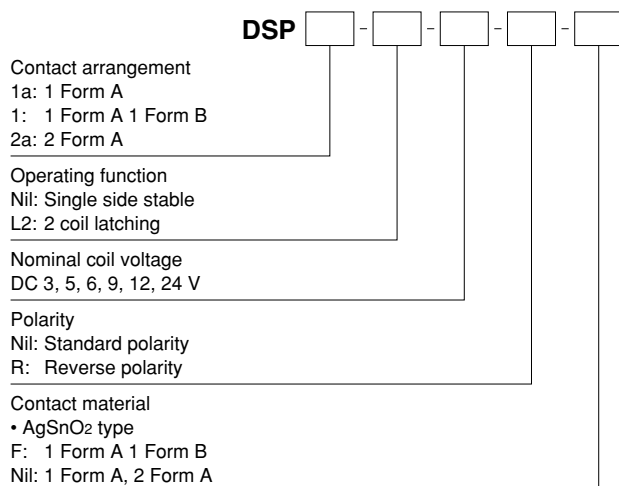 DSP - - - -
Contact arrangement
1a: 1 Form A
1: 1 Form A 1 Form B
2a: 2 Form A
Operating function
Nil: Single side stable
L2: 2 coil latching
Nominal coil voltage
DC 3, 5, 6, 9, 12, 24 V
Polarity
Nil: Standard polarity
R: Reverse polarity
Contact material
• AgSnO2 type
F: 1 Form A 1 Form B
Nil: 1 Form A, 2 Form A